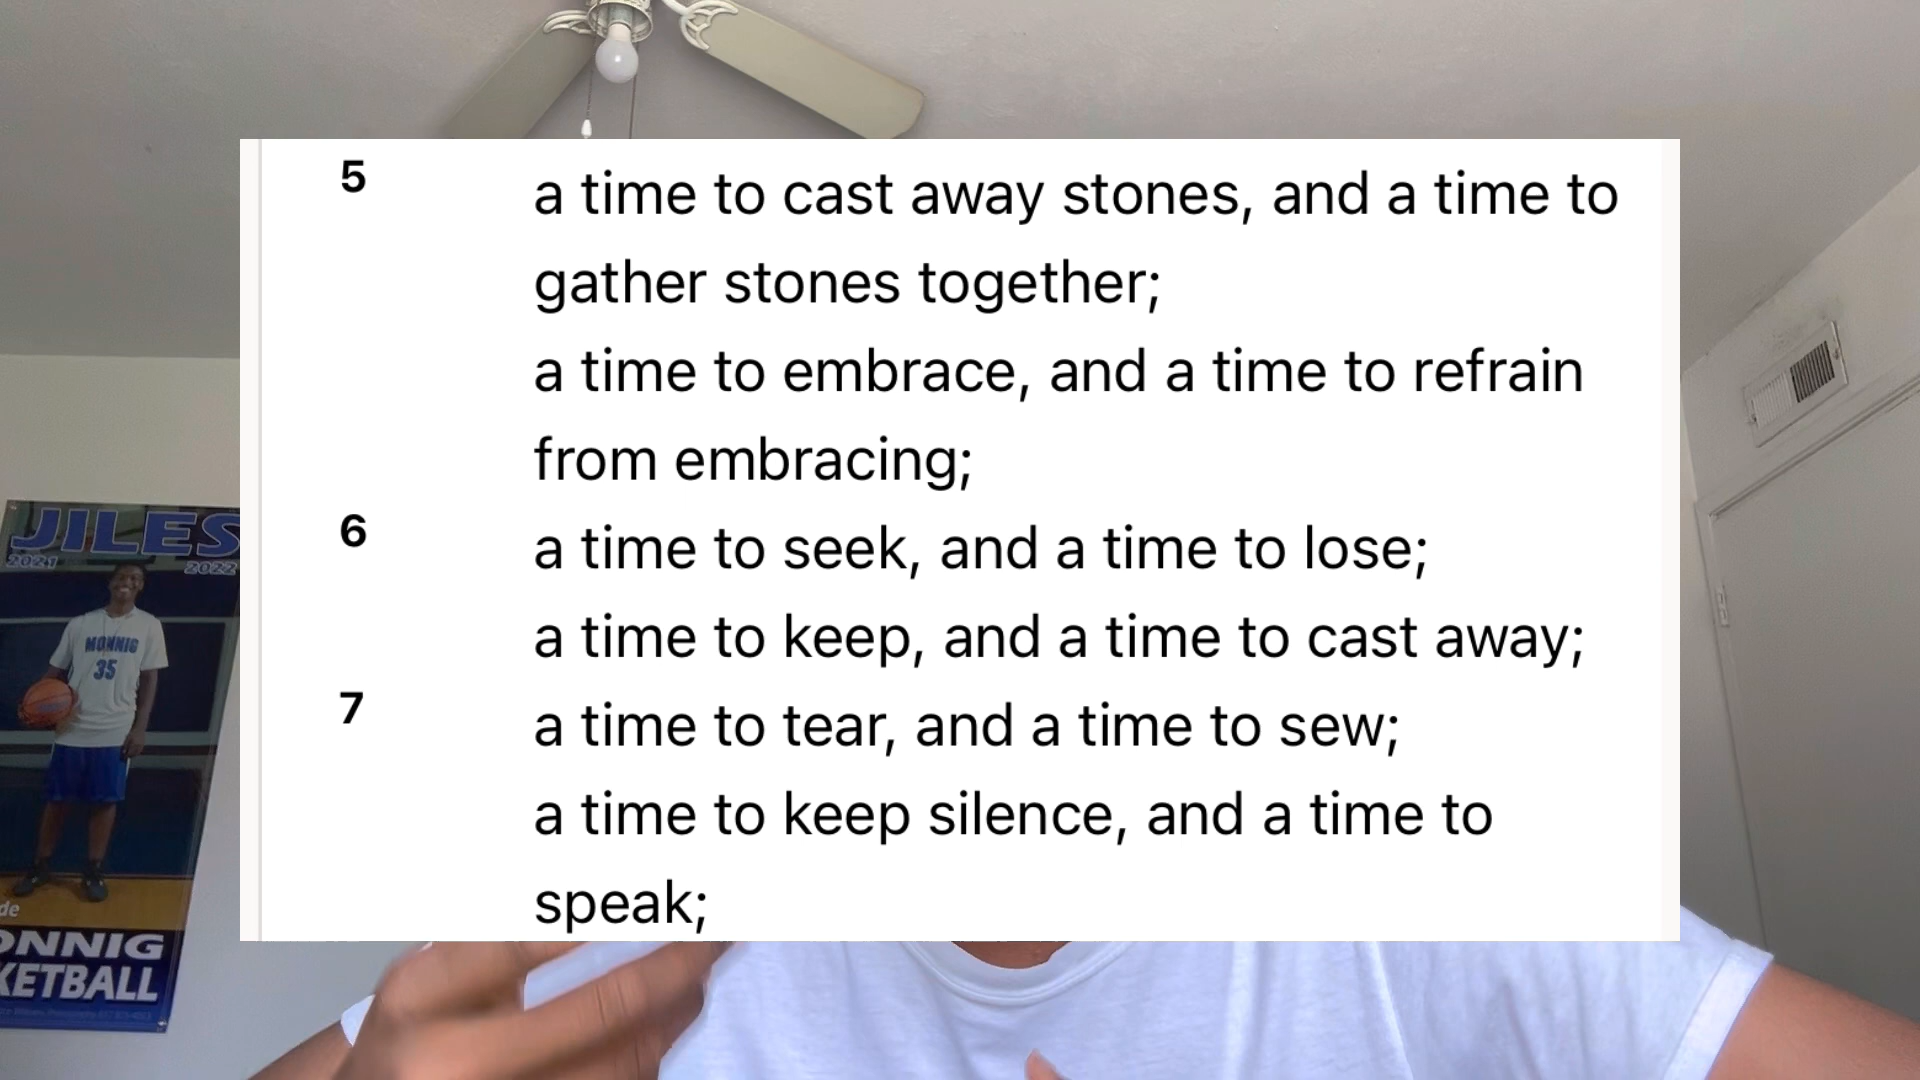 5 a time to cast away stones, and a time to
gather stones together;
a time to embrace, and a time to refrain
from embracing;
6 a time to seek, and a time to lose;
a time to keep, and a time to cast away;
7 a time to tear, and a time to sew;
a time to keep silence, and a time to
speak;
JILES
2021 2022
MONNIG
35
de
ONNIG
KETBALL